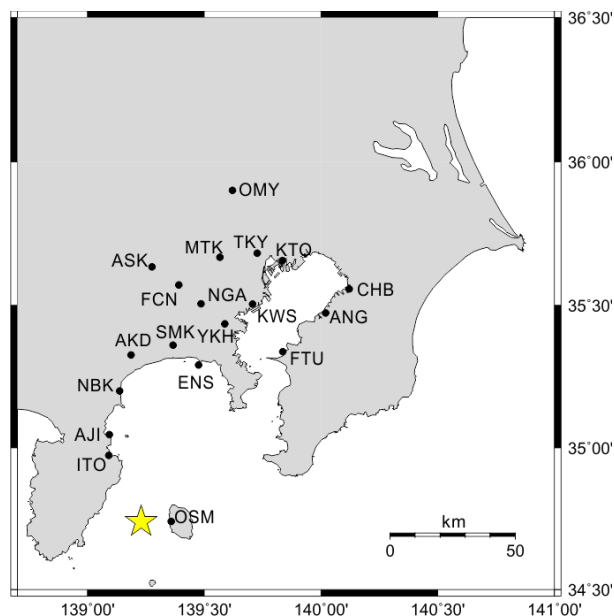 36˚30'
36˚00'
OMY
TKY
MTK
KTO
ASK
FCN
NGA
CHB
35˚30'
KWS
ANG
SMK
YKH
AKD
FTU
ENS
NBK
AJI
35˚00'
ITO
OSM
km
0
50
34˚30'
139˚00' 139˚30' 140˚00' 140˚30' 141˚00'